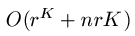 O(r^K + nrK)